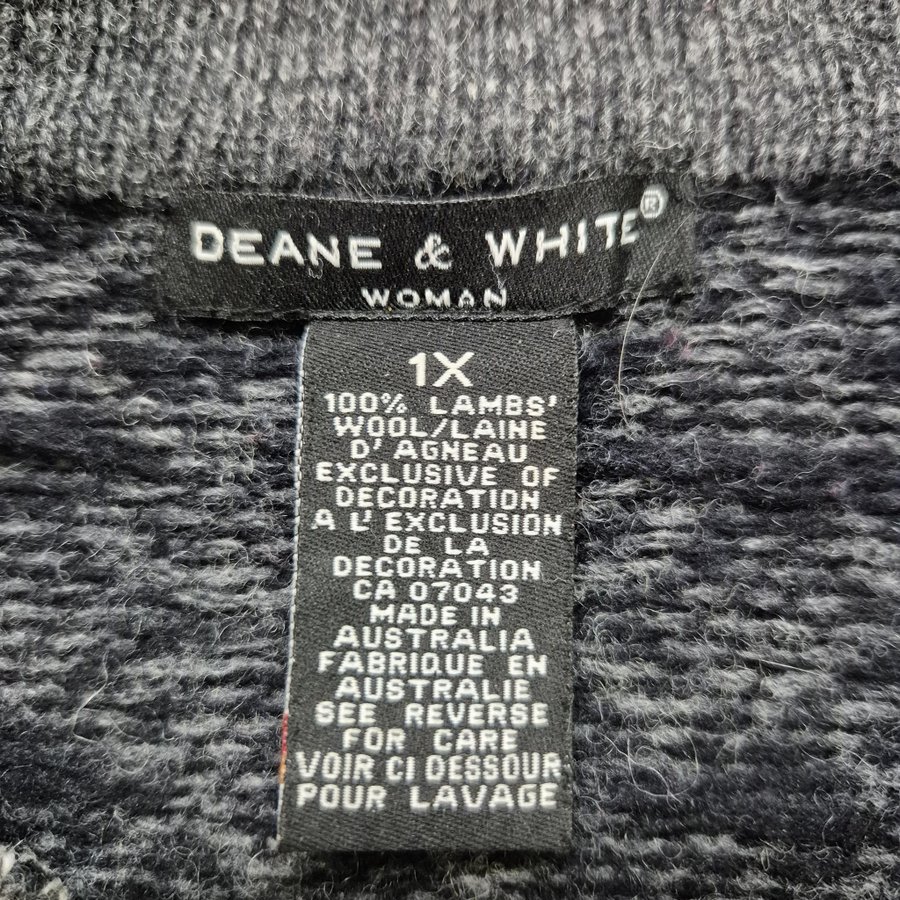 DEANE & WHITE®
WOMAN
1X
100% LAMBS'
WOOL/LAINE
D'AGNEAU
EXCLUSIVE OF
DECORATION
A L'EXCLUSION
DE LA
DECORATION
CA 07043
MADE IN
AUSTRALIA
FABRIQUE EN
AUSTRALIE
SEE REVERSE
FOR CARE
VOIR CI DESSOUR
POUR LAVAGE